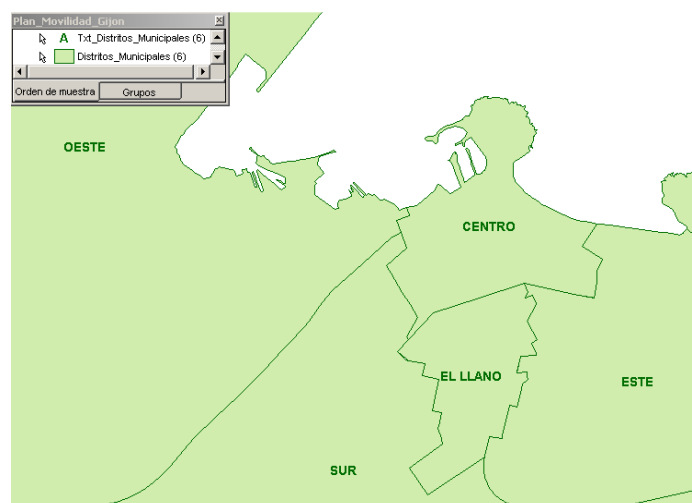 Plan_Movilidad_Gijon
A Txt_Distritos_Municipales (6)
Distritos_Municipales (6)
Orden de muestra Grupos
OESTE
CENTRO
EL LLANO
ESTE
SUR